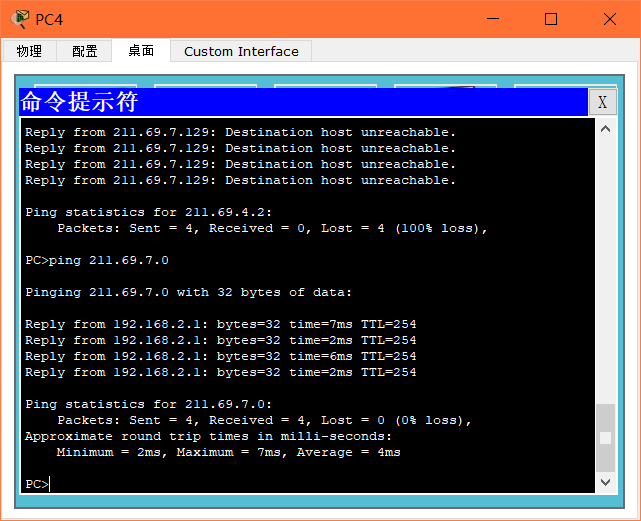 PC4
物理 配置 桌面 Custom Interface
命令提示符 X
Reply from 211.69.7.129: Destination host unreachable.
Reply from 211.69.7.129: Destination host unreachable.
Reply from 211.69.7.129: Destination host unreachable.
Reply from 211.69.7.129: Destination host unreachable.
Ping statistics for 211.69.4.2:
Packets: Sent = 4, Received = 0, Lost = 4 (100% loss),
PC>ping 211.69.7.0
Pinging 211.69.7.0 with 32 bytes of data:
Reply from 192.168.2.1: bytes=32 time=7ms TTL=254
Reply from 192.168.2.1: bytes=32 time=2ms TTL=254
Reply from 192.168.2.1: bytes=32 time=6ms TTL=254
Reply from 192.168.2.1: bytes=32 time=2ms TTL=254
Ping statistics for 211.69.7.0:
Packets: Sent = 4, Received = 4, Lost = 0 (0% loss),
Approximate round trip times in milli-seconds:
Minimum = 2ms, Maximum = 7ms, Average = 4ms
PC>